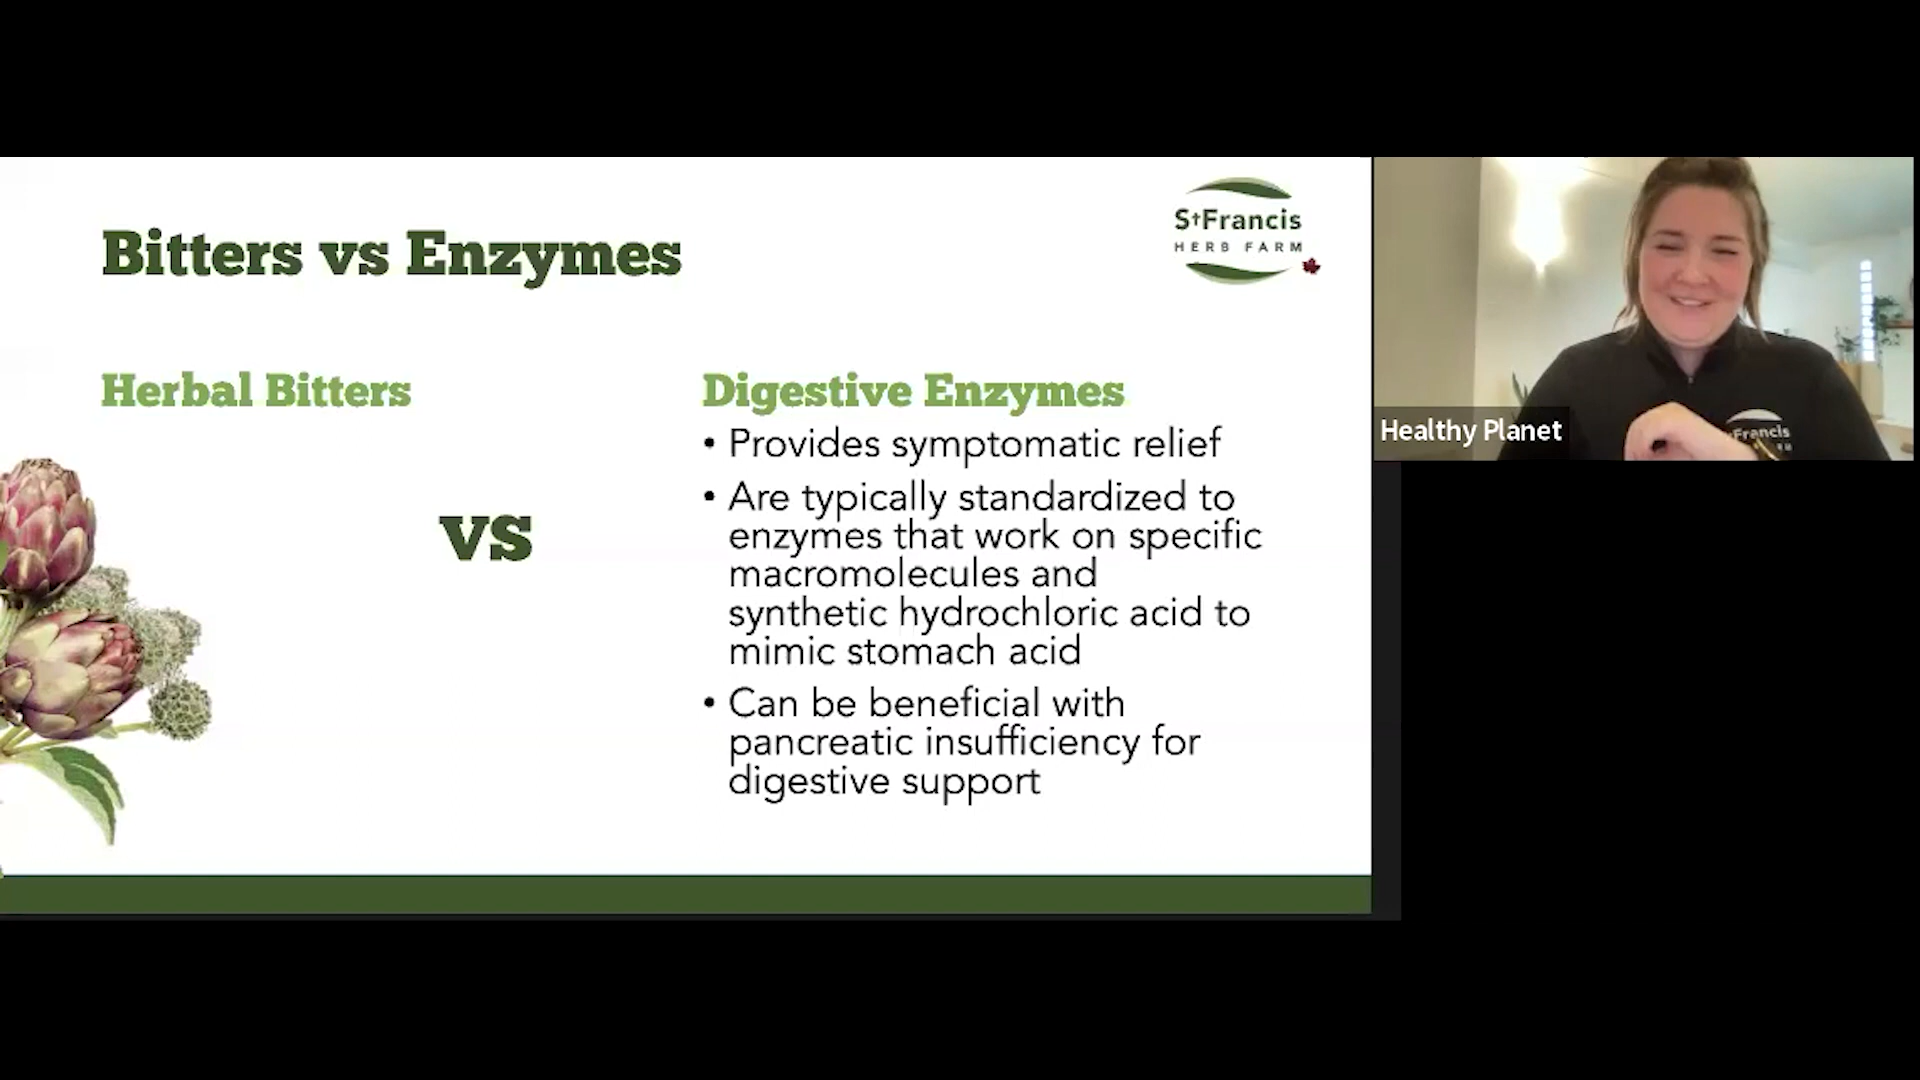 Bitters vs Enzymes
StFrancis
HERB FARM
Herbal Bitters
vs
Digestive Enzymes
• Provides symptomatic relief
• Are typically standardized to
enzymes that work on specific
macromolecules and
synthetic hydrochloric acid to
mimic stomach acid
• Can be beneficial with
pancreatic insufficiency for
digestive support
Healthy Planet
Francis